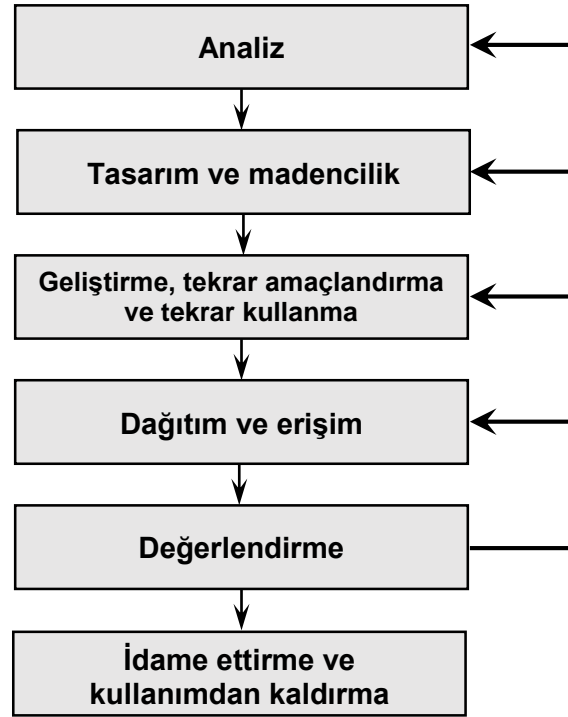 Analiz
Tasarım ve madencilik
Geliştirme, tekrar amaçlandırma
ve tekrar kullanma
Dağıtım ve erişim
Değerlendirme
İdame ettirme ve
kullanımdan kaldırma